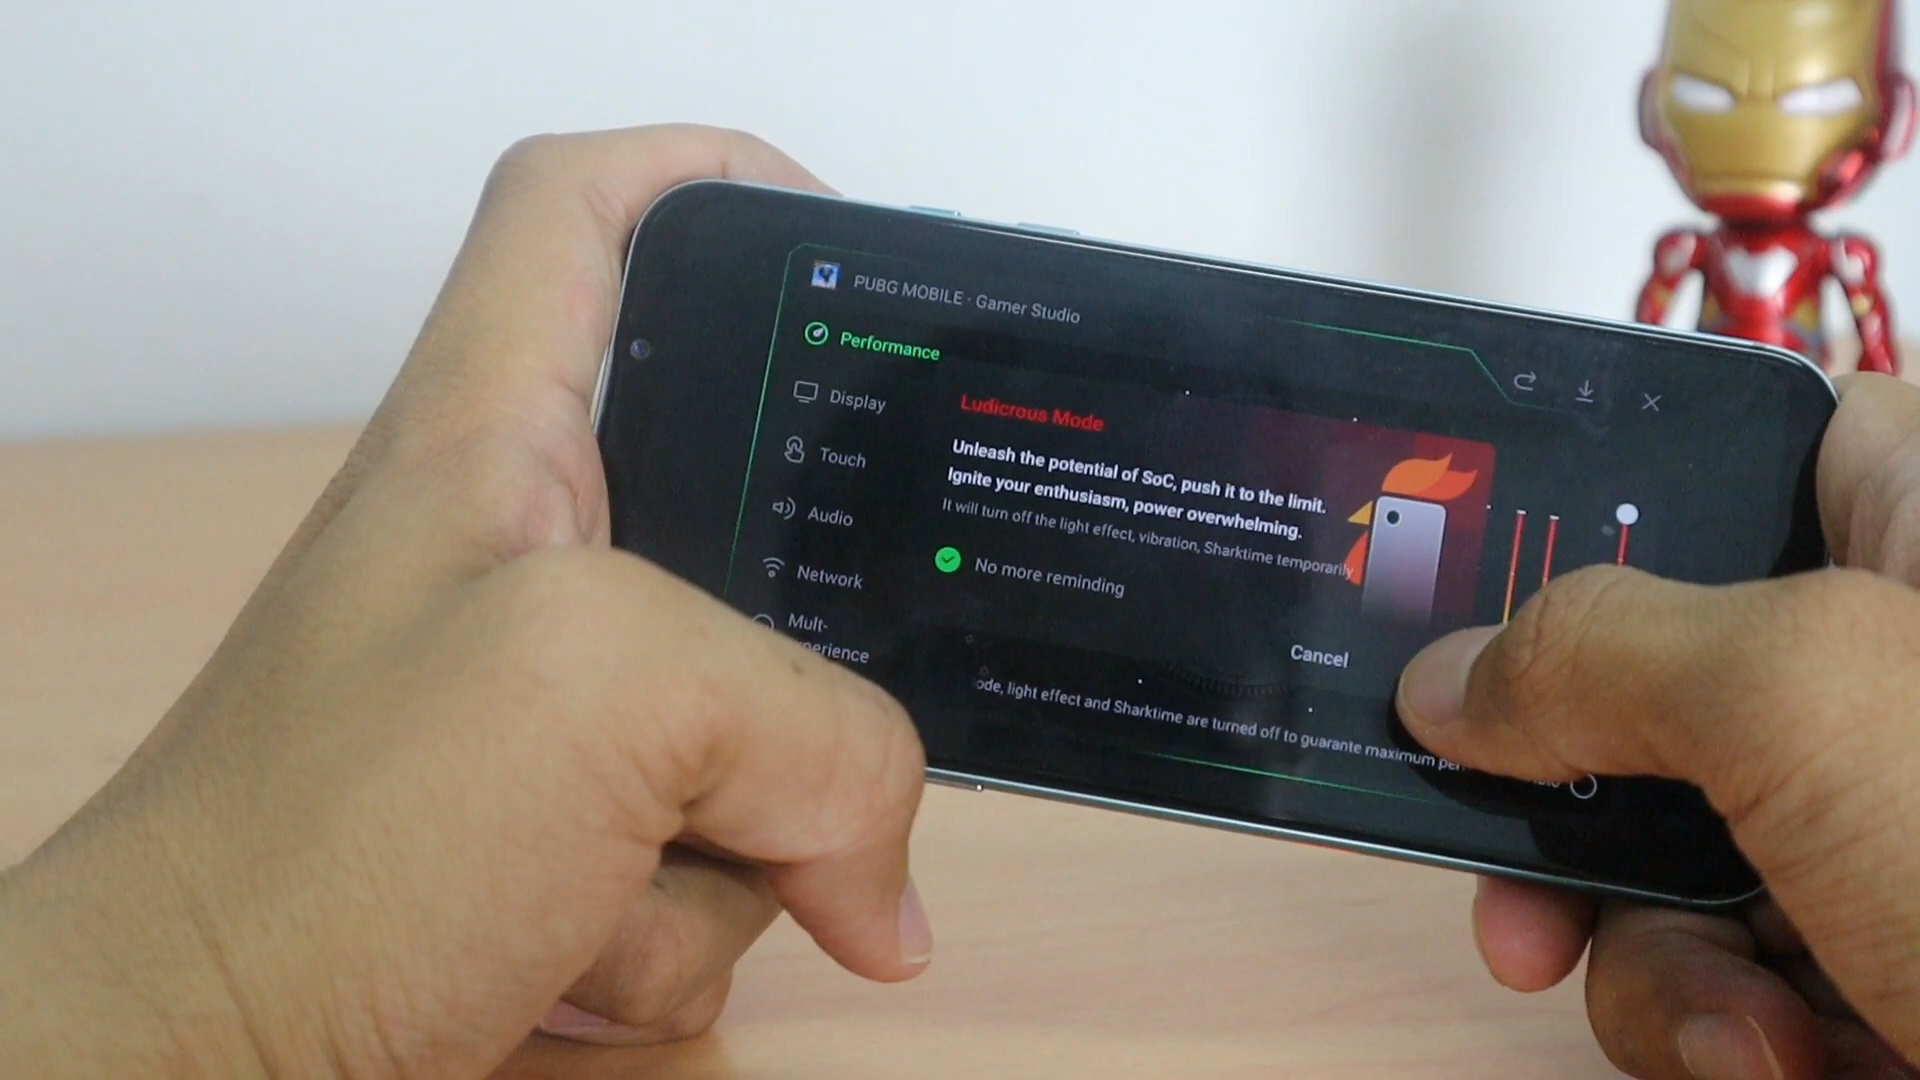 PUBG MOBILE · Gamer Studio
Performance
Display
Touch
Audio
Network
Mult-
Ludicrous Mode
Unleash the potential of SoC, push it to the limit.
Ignite your enthusiasm, power overwhelming.
It will turn off the light effect, vibration, Sharktime temporarily
No more reminding
Cancel
light effect and Sharktime are turned off to guarante maximum